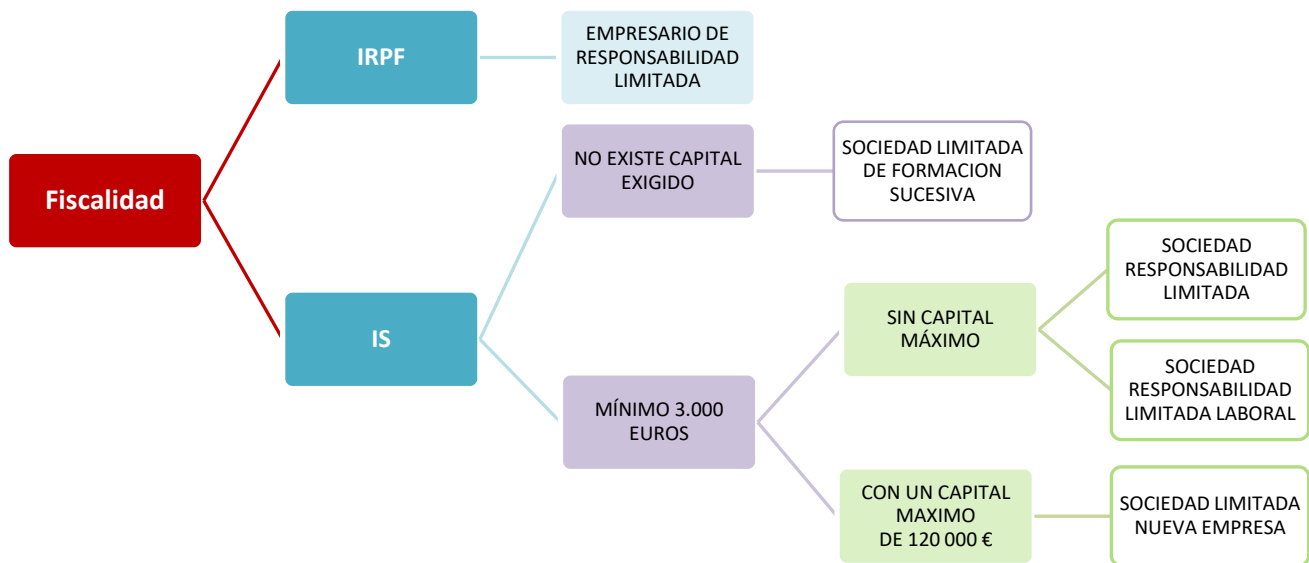 Fiscalidad
IRPF
EMPRESARIO DE
RESPONSABILIDAD
LIMITADA
IS
NO EXISTE CAPITAL
EXIGIDO
SOCIEDAD LIMITADA
DE FORMACION
SUCESIVA
MÍNIMO 3.000
EUROS
SIN CAPITAL
MÁXIMO
SOCIEDAD
RESPONSABILIDAD
LIMITADA
SOCIEDAD
RESPONSABILIDAD
LIMITADA LABORAL
CON UN CAPITAL
MAXIMO
DE 120 000 €
SOCIEDAD LIMITADA
NUEVA EMPRESA